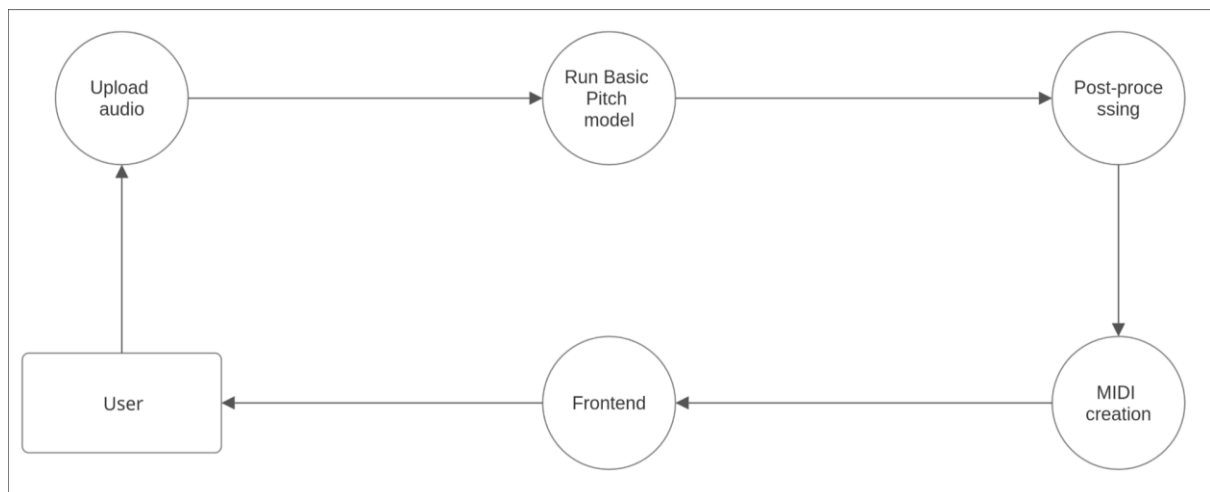 Upload
audio
Run Basic
Pitch
model
Post-proce
ssing
User
Frontend
MIDI
creation